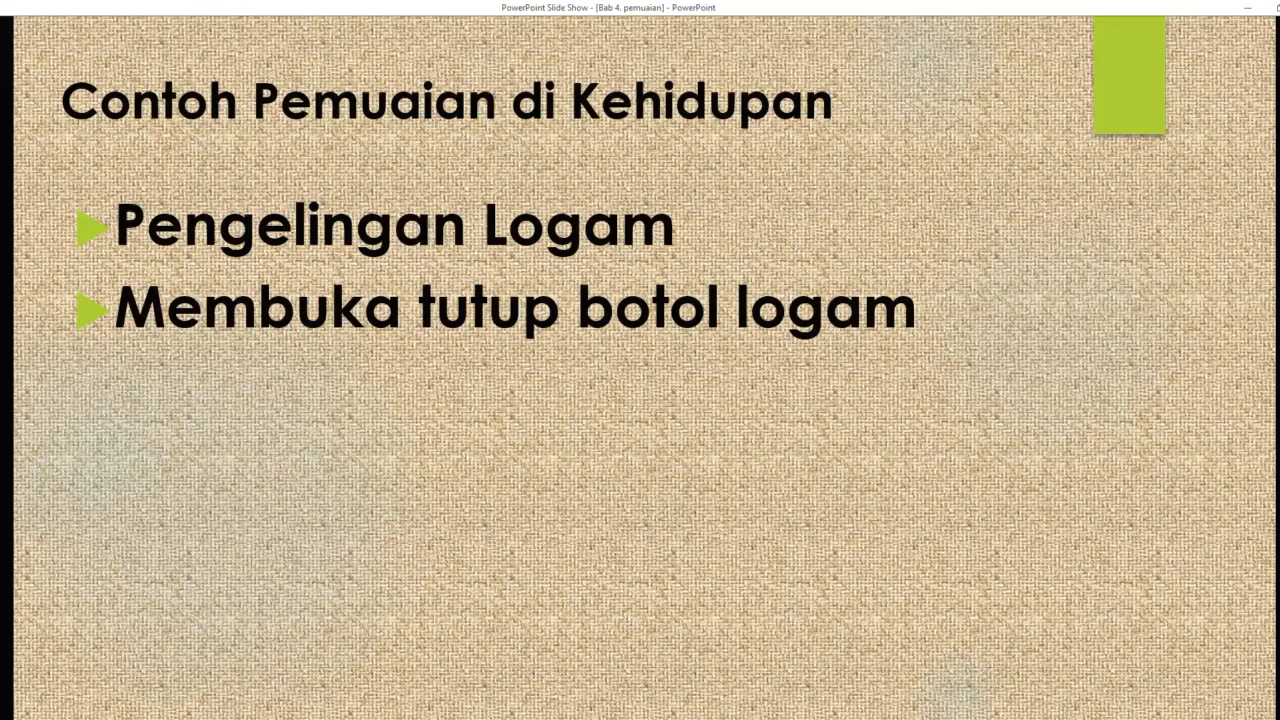 PowerPoint Slide Show - [Bab 4. pemuaian] - PowerPoint
Contoh Pemuaian di Kehidupan
Pengelingan Logam
Membuka tutup botol logam